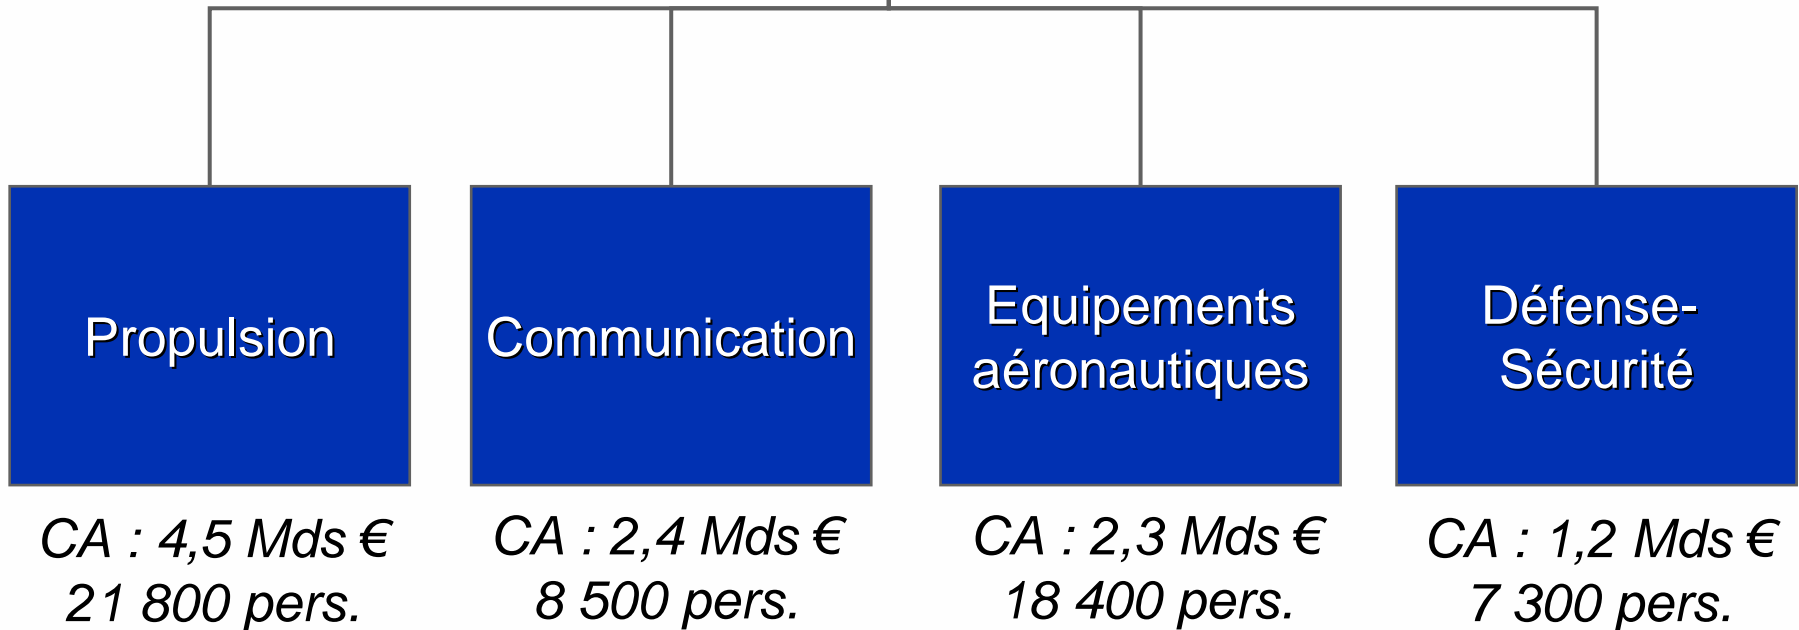 Propulsion
Communication
Equipements
aéronautiques
Défense-
Sécurité
CA : 4,5 Mds €
21 800 pers.
CA : 2,4 Mds €
8 500 pers.
CA : 2,3 Mds €
18 400 pers.
CA : 1,2 Mds €
7 300 pers.